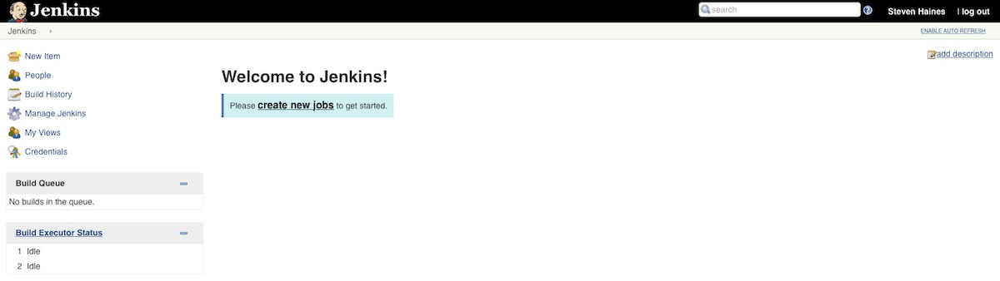 Jenkins
search
Steven Haines | log out
Jenkins
ENABLE AUTO REFRESH
New Item
People
Build History
Manage Jenkins
My Views
Credentials
add description
Welcome to Jenkins!
Please create new jobs to get started.
Build Queue
No builds in the queue.
Build Executor Status
1 Idle
2 Idle